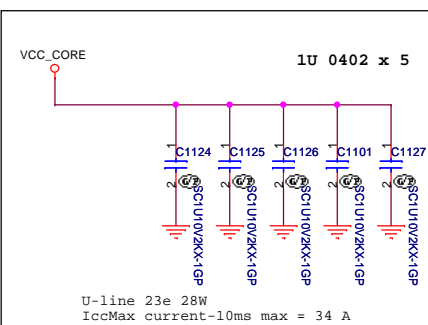 VCC_CORE
1U 0402 x 5
1
1
1
1
1
C1124
C1125
C1126
C1101
C1127
2
2
2
2
2
SC1U10V2KX-1GP
SC1U10V2KX-1GP
SC1U10V2KX-1GP
SC1U10V2KX-1GP
SC1U10V2KX-1GP
U-line 23e 28W
IccMax current-10ms max = 34 A